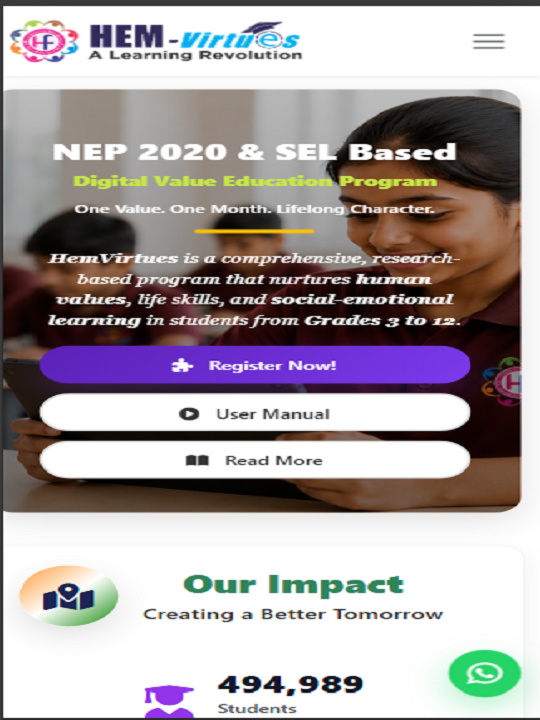 HEM-Virtues
A Learning Revolution
NEP 2020 & SEL Based
Digital Value Education Program
One Value. One Month. Lifelong Character.
HemVirtues is a comprehensive, research-
based program that nurtures human
values, life skills, and social-emotional
learning in students from Grades 3 to 12.
Register Now!
User Manual
Read More
Our Impact
Creating a Better Tomorrow
494,989
Students